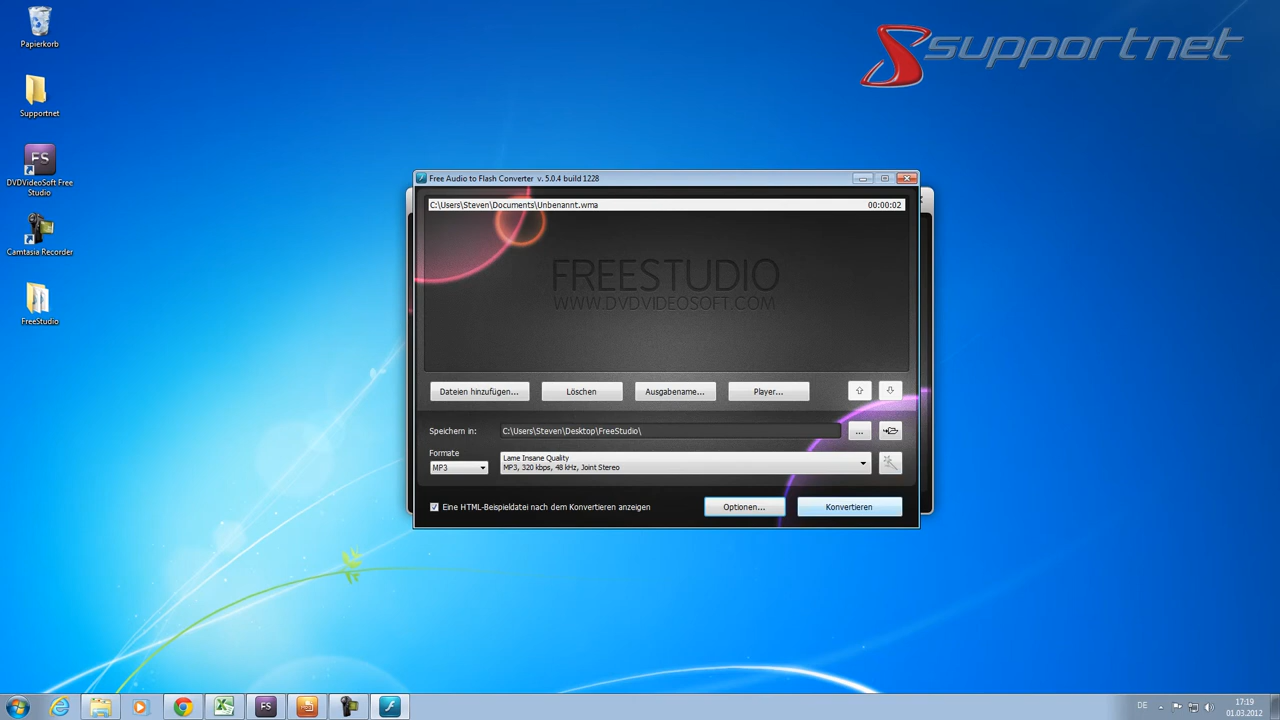 Papierkorb
Supportnet
DVDVideoSoft Free Studio
Camtasia Recorder
FreeStudio
supportnet
Free Audio to Flash Converter v. 5.0.4 build 1228
C:\Users\Steven\Documents\Unbenannt.wma 00:00:02
FREESTUDIO
WWW.DVDVIDEOSOFT.COM
Dateien hinzufügen... Löschen Ausgabename... Player...
Speichern in: C:\Users\Steven\Desktop\FreeStudio\ ...
Formate
MP3
Lame Insane Quality
MP3, 320 kbps, 48 kHz, Joint Stereo
Eine HTML-Beispieldatei nach dem Konvertieren anzeigen Optionen... Konvertieren
FS
FS
DE
17:19
01.03.2012